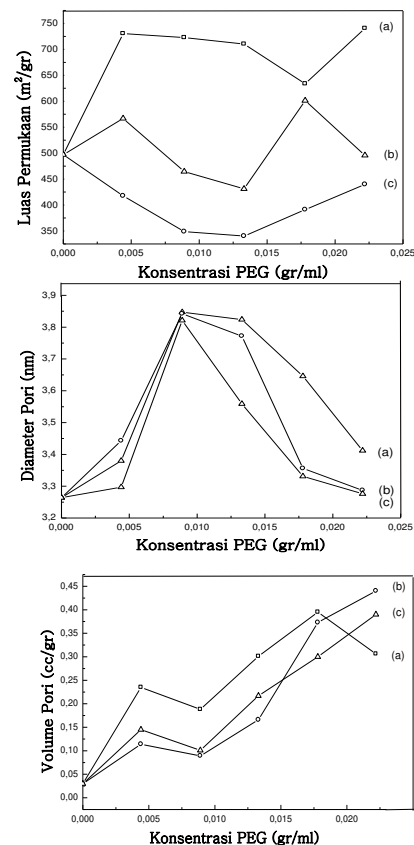 Luas Permukaan (m²/gr)
750
700
650
600
550
500
450
400
350
(a)
(b)
(c)
0,000 0,005 0,010 0,015 0,020 0,025
Konsentrasi PEG (gr/ml)
Diameter Pori (nm)
3,9
3,8
3,7
3,6
3,5
3,4
3,3
3,2
(a)
(b)
(c)
0,000 0,005 0,010 0,015 0,020 0,025
Konsentrasi PEG (gr/ml)
Volume Pori (cc/gr)
0,45
0,40
0,35
0,30
0,25
0,20
0,15
0,10
0,05
0,00
(b)
(c)
(a)
0,000 0,005 0,010 0,015 0,020
Konsentrasi PEG (gr/ml)